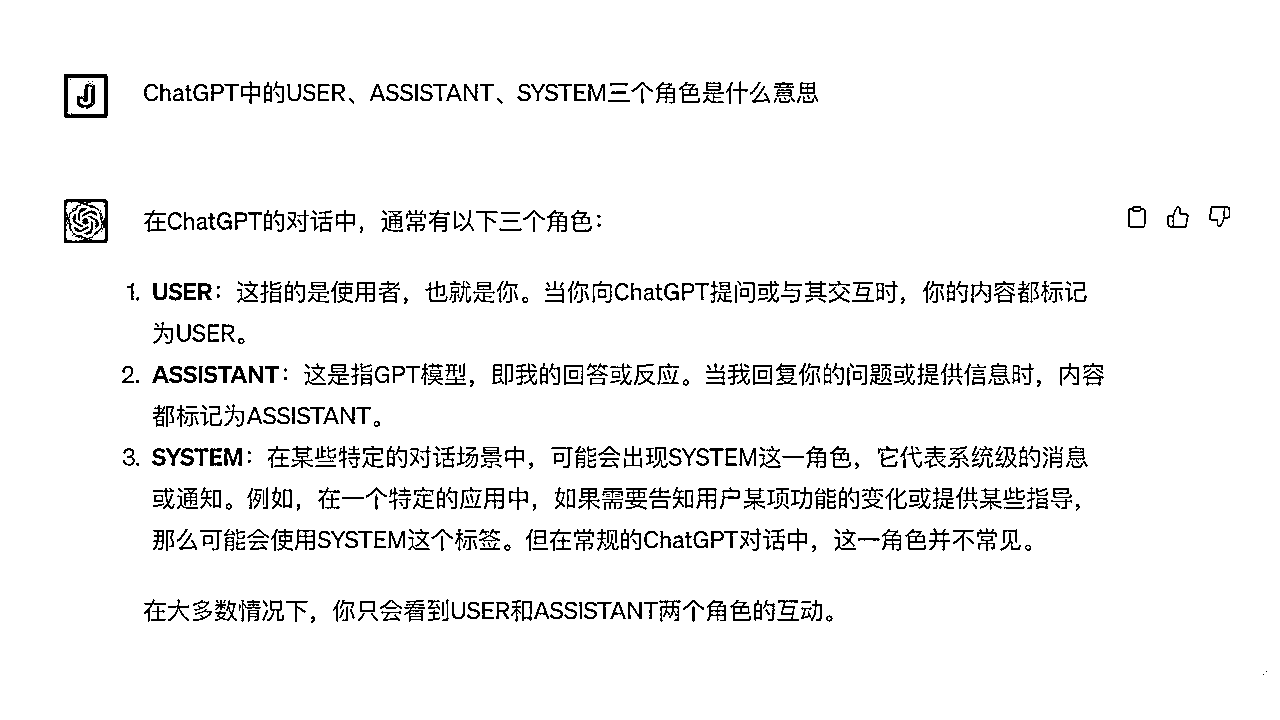 J
ChatGPT中的USER、ASSISTANT、SYSTEM三个角色是什么意思
在ChatGPT的对话中，通常有以下三个角色：
1. USER：这指的是使用者，也就是你。当你向ChatGPT提问或与其交互时，你的内容都标记
为USER。
2. ASSISTANT：这是指GPT模型，即我的回答或反应。当我回复你的问题或提供信息时，内容
都标记为ASSISTANT。
3. SYSTEM：在某些特定的对话场景中，可能会出现SYSTEM这一角色，它代表系统级的消息
或通知。例如，在一个特定的应用中，如果需要告知用户某项功能的变化或提供某些指导，
那么可能会使用SYSTEM这个标签。但在常规的ChatGPT对话中，这一角色并不常见。
在大多数情况下，你只会看到USER和ASSISTANT两个角色的互动。